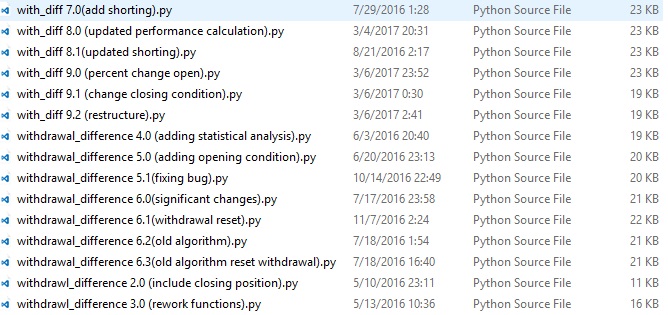 with_diff 7.0(add shorting).py 7/29/2016 1:28 Python Source File 23 KB
with_diff 8.0 (updated performance calculation).py 3/4/2017 20:31 Python Source File 23 KB
with_diff 8.1(updated shorting).py 8/21/2016 2:17 Python Source File 23 KB
with_diff 9.0 (percent change open).py 3/6/2017 23:52 Python Source File 23 KB
with_diff 9.1 (change closing condition).py 3/6/2017 0:30 Python Source File 19 KB
with_diff 9.2 (restructure).py 3/6/2017 2:41 Python Source File 19 KB
withdrawal_difference 4.0 (adding statistical analysis).py 6/3/2016 20:40 Python Source File 19 KB
withdrawal_difference 5.0 (adding opening condition).py 6/20/2016 23:13 Python Source File 20 KB
withdrawal_difference 5.1(fixing bug).py 10/14/2016 22:49 Python Source File 20 KB
withdrawal_difference 6.0(significant changes).py 7/17/2016 23:58 Python Source File 21 KB
withdrawal_difference 6.1(withdrawal reset).py 11/7/2016 2:24 Python Source File 22 KB
withdrawal_difference 6.2(old algorithm).py 7/18/2016 1:54 Python Source File 21 KB
withdrawal_difference 6.3(old algorithm reset withdrawal).py 7/18/2016 16:40 Python Source File 21 KB
withdrawl_difference 2.0 (include closing position).py 5/10/2016 23:11 Python Source File 11 KB
withdrawl_difference 3.0 (rework functions).py 5/13/2016 10:36 Python Source File 16 KB